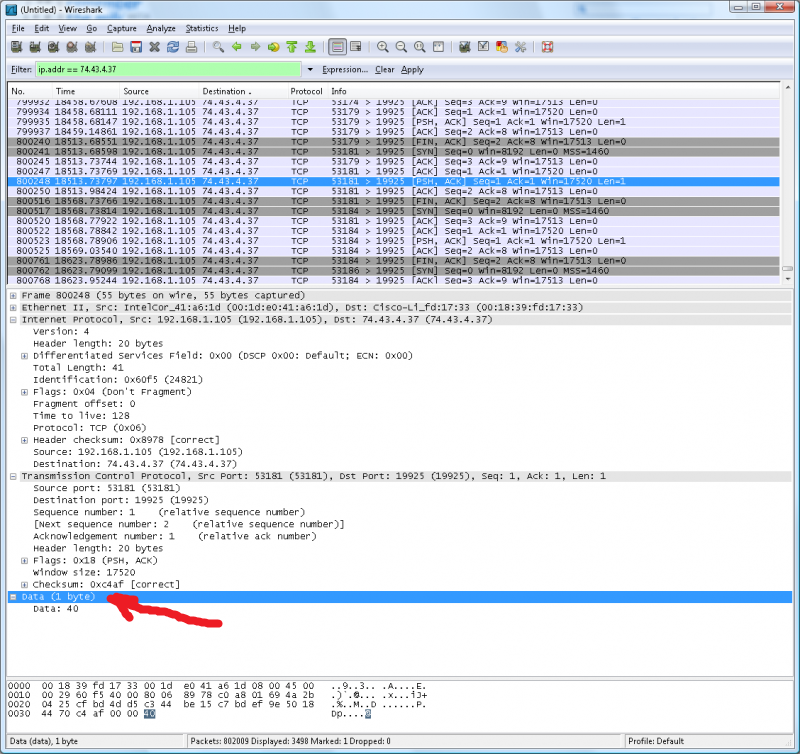 (Untitled) - Wireshark
File Edit View Go Capture Analyze Statistics Help
Filter: ip.addr == 74.43.4.37 Expression... Clear Apply
No. Time Source Destination Protocol Info
799932 18458.67608 192.168.1.105 74.43.4.37 TCP 53174 > 19925 [ACK] Seq=3 Ack=9 Win=17513 Len=0
799934 18458.68111 192.168.1.105 74.43.4.37 TCP 53179 > 19925 [ACK] Seq=1 Ack=1 Win=17520 Len=0
799935 18458.68147 192.168.1.105 74.43.4.37 TCP 53179 > 19925 [PSH, ACK] Seq=1 Ack=1 Win=17520 Len=1
799937 18459.14861 192.168.1.105 74.43.4.37 TCP 53179 > 19925 [ACK] Seq=2 Ack=8 Win=17513 Len=0
800240 18513.68551 192.168.1.105 74.43.4.37 TCP 53179 > 19925 [FIN, ACK] Seq=2 Ack=8 Win=17513 Len=0
800241 18513.68598 192.168.1.105 74.43.4.37 TCP 53181 > 19925 [SYN] Seq=0 Win=8192 Len=0 MSS=1460
800245 18513.73744 192.168.1.105 74.43.4.37 TCP 53179 > 19925 [ACK] Seq=3 Ack=9 Win=17513 Len=0
800247 18513.73769 192.168.1.105 74.43.4.37 TCP 53181 > 19925 [ACK] Seq=1 Ack=1 Win=17520 Len=0
800248 18513.73797 192.168.1.105 74.43.4.37 TCP 53181 > 19925 [PSH, ACK] Seq=1 Ack=1 Win=17520 Len=1
800250 18513.98424 192.168.1.105 74.43.4.37 TCP 53181 > 19925 [ACK] Seq=2 Ack=8 Win=17513 Len=0
800516 18568.73766 192.168.1.105 74.43.4.37 TCP 53181 > 19925 [FIN, ACK] Seq=2 Ack=8 Win=17513 Len=0
800517 18568.73814 192.168.1.105 74.43.4.37 TCP 53184 > 19925 [SYN] Seq=0 Win=8192 Len=0 MSS=1460
800520 18568.77922 192.168.1.105 74.43.4.37 TCP 53181 > 19925 [ACK] Seq=3 Ack=9 Win=17513 Len=0
800522 18568.78842 192.168.1.105 74.43.4.37 TCP 53184 > 19925 [ACK] Seq=1 Ack=1 Win=17520 Len=0
800523 18568.78906 192.168.1.105 74.43.4.37 TCP 53184 > 19925 [PSH, ACK] Seq=1 Ack=1 Win=17520 Len=1
800525 18569.03540 192.168.1.105 74.43.4.37 TCP 53184 > 19925 [ACK] Seq=2 Ack=8 Win=17513 Len=0
800761 18623.78986 192.168.1.105 74.43.4.37 TCP 53184 > 19925 [FIN, ACK] Seq=2 Ack=8 Win=17513 Len=0
800762 18623.79099 192.168.1.105 74.43.4.37 TCP 53186 > 19925 [SYN] Seq=0 Win=8192 Len=0 MSS=1460
800768 18623.95244 192.168.1.105 74.43.4.37 TCP 53184 > 19925 [ACK] Seq=3 Ack=9 Win=17513 Len=0
Frame 800248 (55 bytes on wire, 55 bytes captured)
Ethernet II, Src: IntelCor_41:a6:1d (00:1d:e0:41:a6:1d), Dst: Cisco-Li_fd:17:33 (00:18:39:fd:17:33)
Internet Protocol, Src: 192.168.1.105 (192.168.1.105), Dst: 74.43.4.37 (74.43.4.37)
Version: 4
Header length: 20 bytes
Differentiated Services Field: 0x00 (DSCP 0x00: Default; ECN: 0x00)
Total Length: 41
Identification: 0x60f5 (24821)
Flags: 0x04 (Don't Fragment)
Fragment offset: 0
Time to live: 128
Protocol: TCP (0x06)
Header checksum: 0x8978 [correct]
Source: 192.168.1.105 (192.168.1.105)
Destination: 74.43.4.37 (74.43.4.37)
Transmission Control Protocol, Src Port: 53181 (53181), Dst Port: 19925 (19925), Seq: 1, Ack: 1, Len: 1
Source port: 53181 (53181)
Destination port: 19925 (19925)
Sequence number: 1 (relative sequence number)
[Next sequence number: 2 (relative sequence number)]
Acknowledgement number: 1 (relative ack number)
Header length: 20 bytes
Flags: 0x18 (PSH, ACK)
Window size: 17520
Checksum: 0xc4af [correct]
Data (1 byte)
Data: 40
0000 00 18 39 fd 17 33 00 1d e0 41 a6 1d 08 00 45 00 ..9..3.. .A....E.
0010 00 29 60 f5 40 00 80 06 89 78 c0 a8 01 69 4a 2b .)`.@... .x...iJ+
0020 04 25 cf bd 4d d5 c3 44 be 15 c7 bd ef 9e 50 18 .%..M..D ......P.
0030 44 70 c4 af 00 00 40 Dp....@
Data (data), 1 byte Packets: 802009 Displayed: 3498 Marked: 1 Dropped: 0 Profile: Default